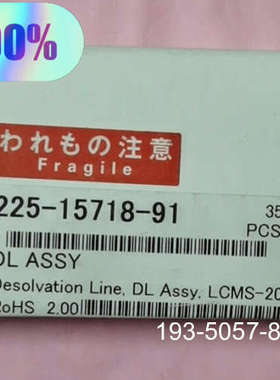 00%
われもの注意
Fragile
225-15718-91
35
PCS
DL ASSY
Desolvation Line, DL Assy, LCMS-20
RoHS 2.00
193-5057-8